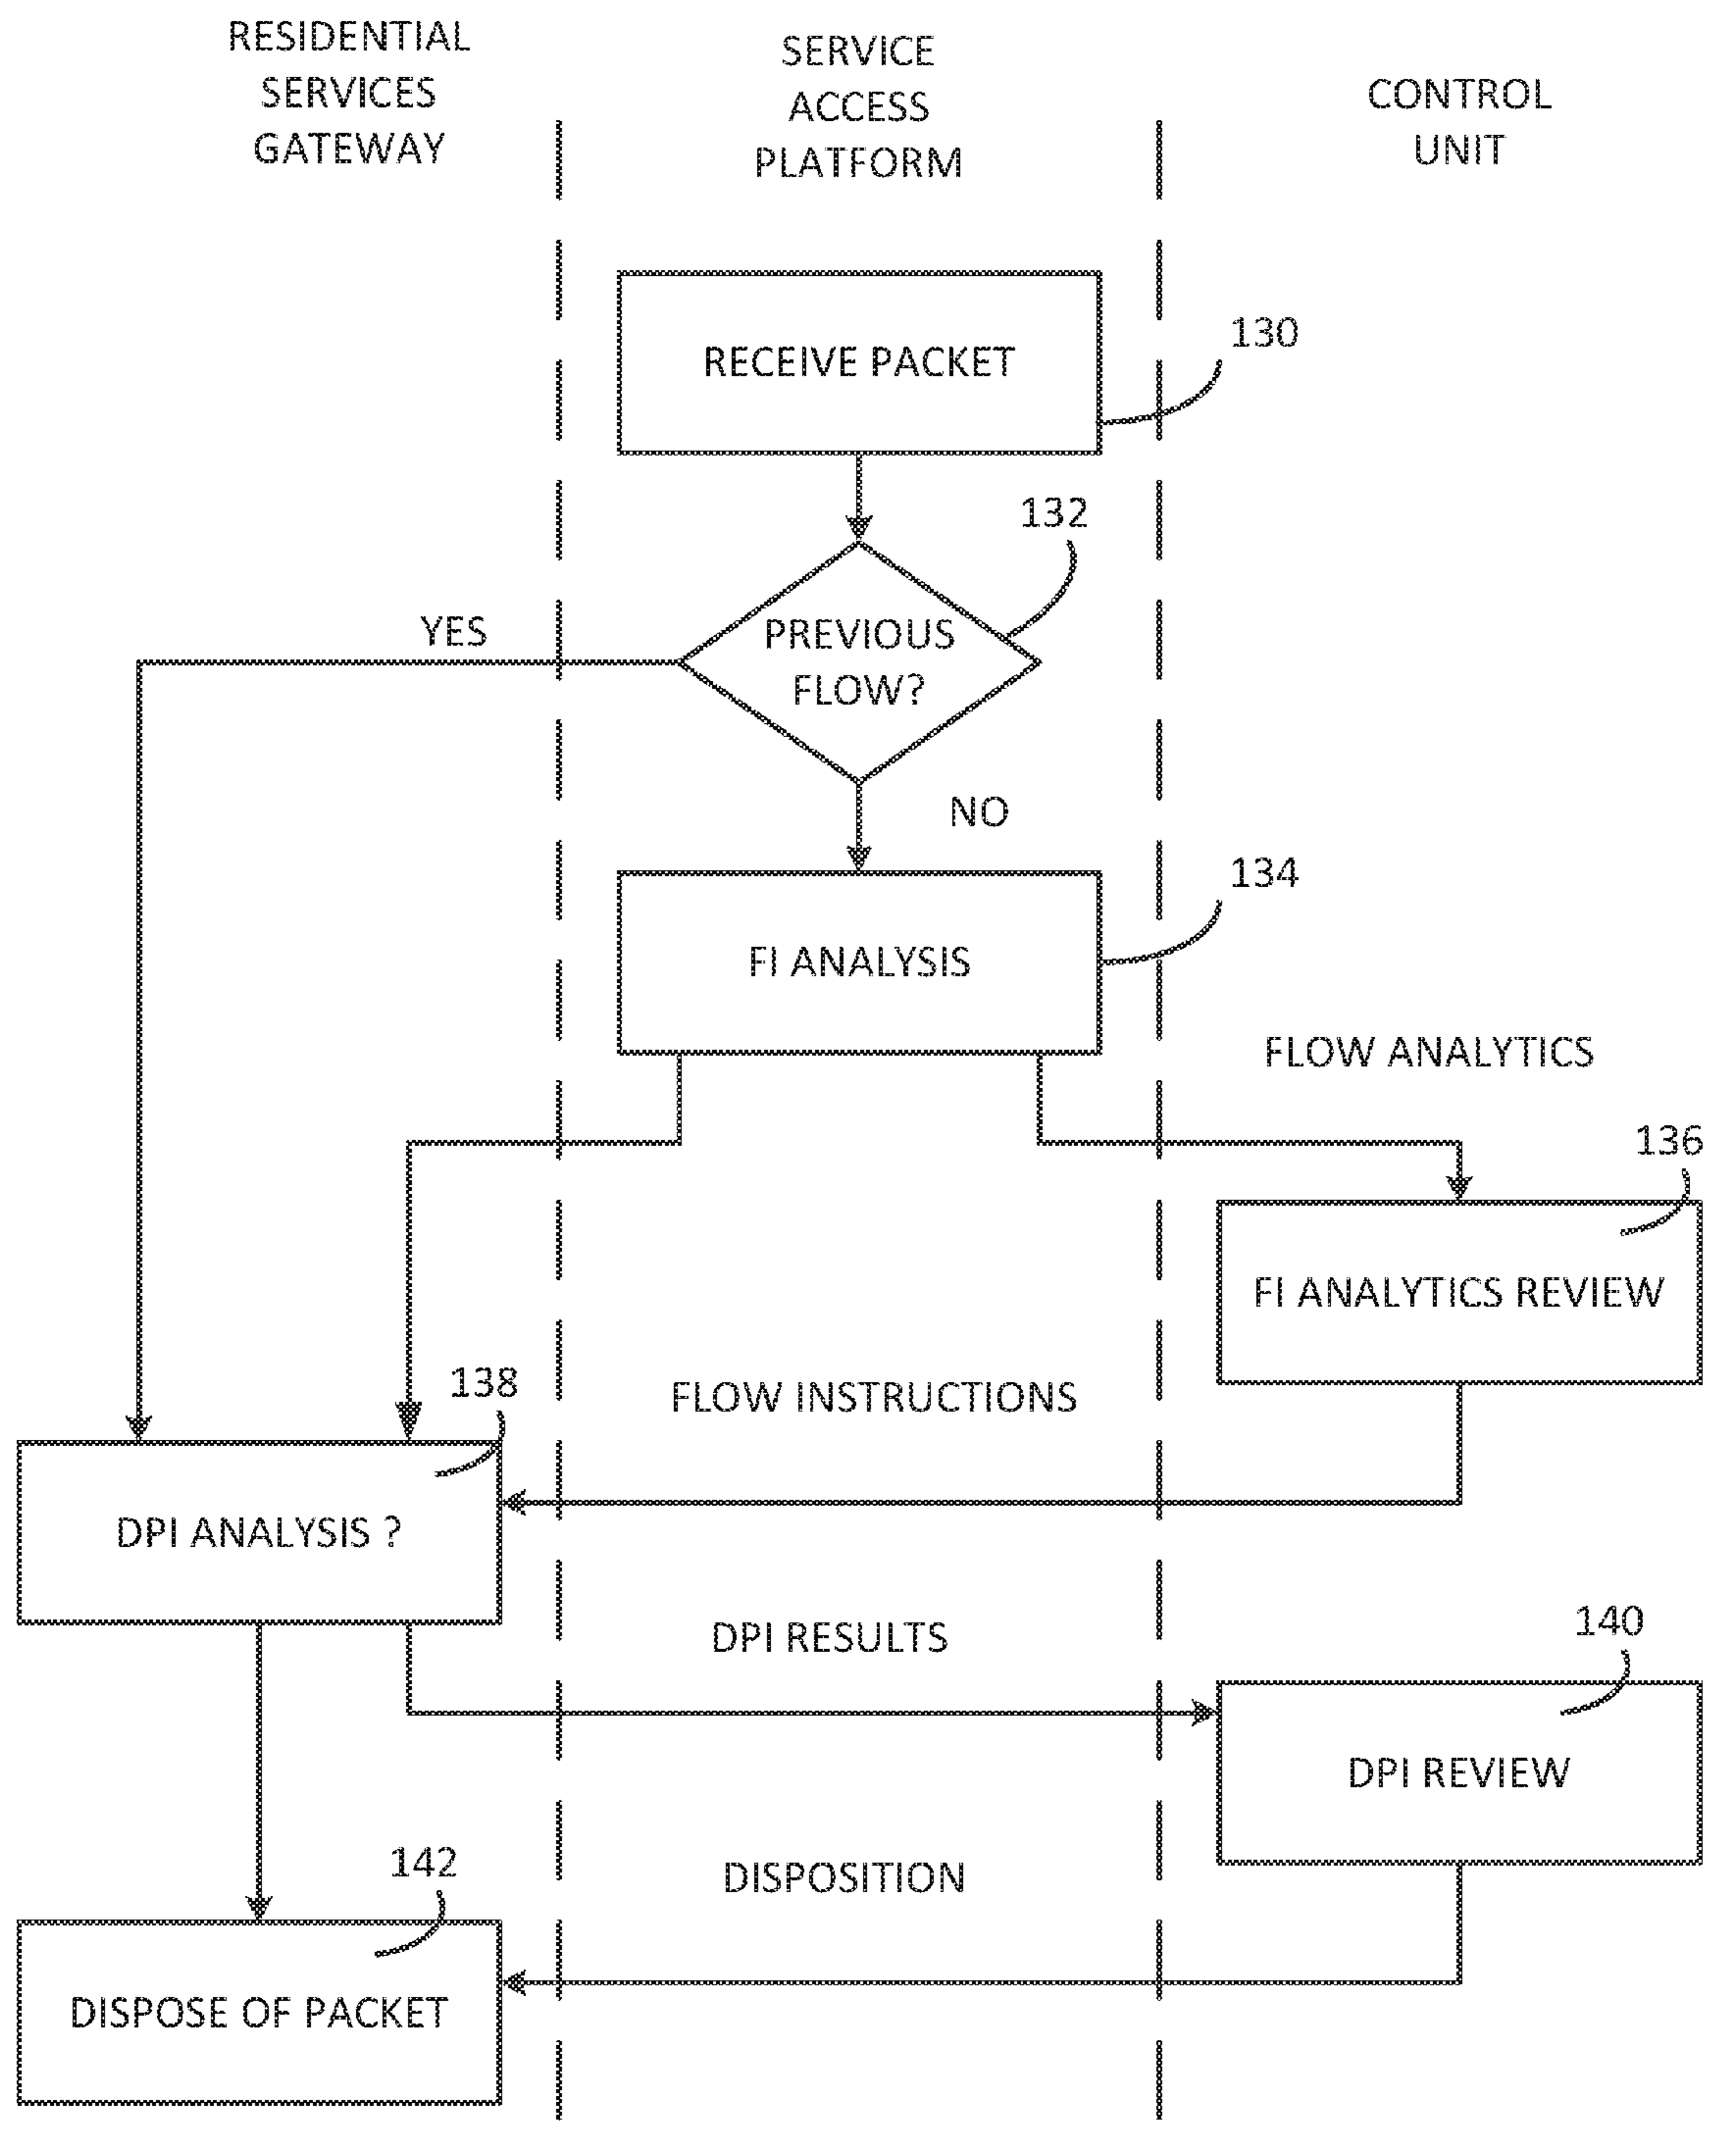 RESIDENTIAL
SERVICES
GATEWAY
SERVICE
ACCESS
PLATFORM
CONTROL
UNIT
RECEIVE PACKET
130
132
PREVIOUS
FLOW?
YES
NO
134
FI ANALYSIS
FLOW ANALYTICS
136
FI ANALYTICS REVIEW
138
FLOW INSTRUCTIONS
DPI ANALYSIS ?
DPI RESULTS
140
DPI REVIEW
142
DISPOSITION
DISPOSE OF PACKET